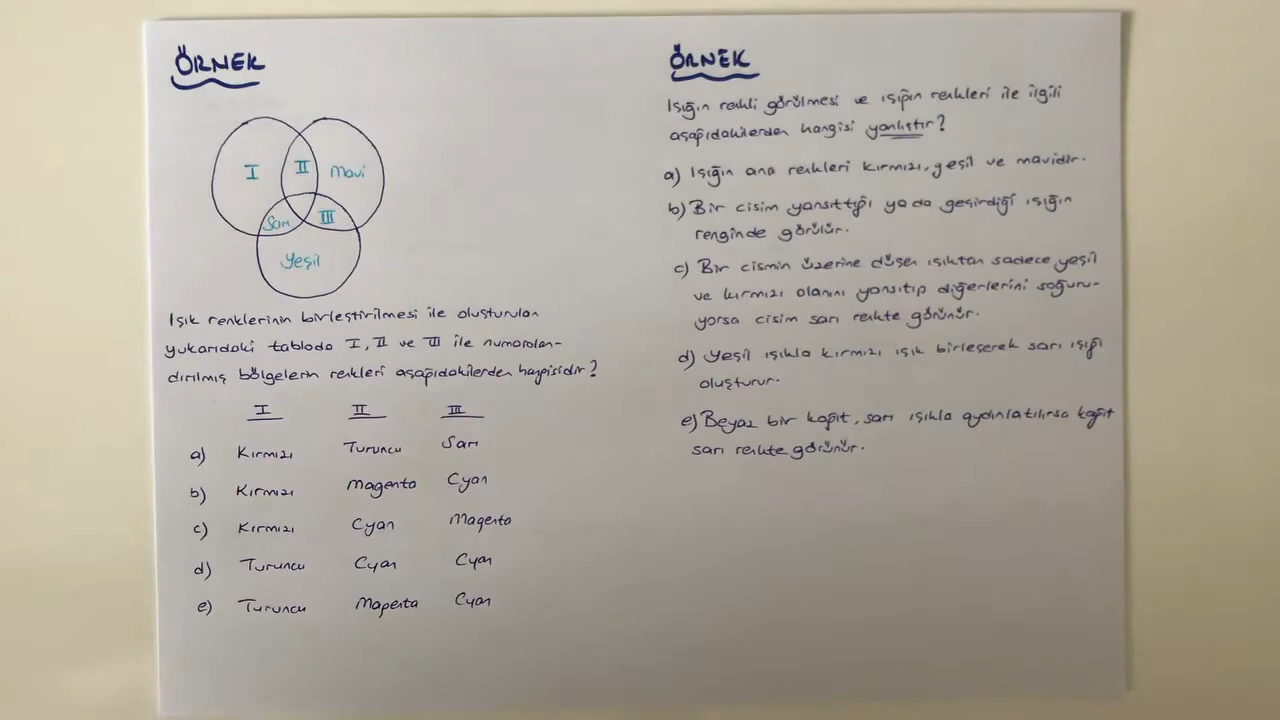 ÖRNEK
I
II
Mavi
Sarı
III
Yeşil
Işık renklerinin birleştirilmesi ile oluşturulan
yukarıdaki tabloda I, II ve III ile numaralan-
dırılmış bölgelerin renkleri aşağıdakilerden hangisidir?
I II III
a) Kırmızı Turuncu Sarı
b) Kırmızı Magenta Cyan
c) Kırmızı Cyan Magenta
d) Turuncu Cyan Cyan
e) Turuncu Magenta Cyan
ÖRNEK
Işığın renkli görülmesi ve ışığın renkleri ile ilgili
aşağıdakilerden hangisi yanlıştır?
a) Işığın ana renkleri kırmızı, yeşil ve mavidir.
b) Bir cisim yansıttığı ya da geçirdiği ışığın
renginde görülür.
c) Bir cismin üzerine düşen ışıktan sadece yeşil
ve kırmızı olanını yansıtıp diğerlerini soğuru-
yorsa cisim sarı renkte görünür.
d) Yeşil ışıkla kırmızı ışık birleşerek sarı ışığı
oluşturur.
e) Beyaz bir kağıt, sarı ışıkla aydınlatılırsa kağıt
sarı renkte görünür.